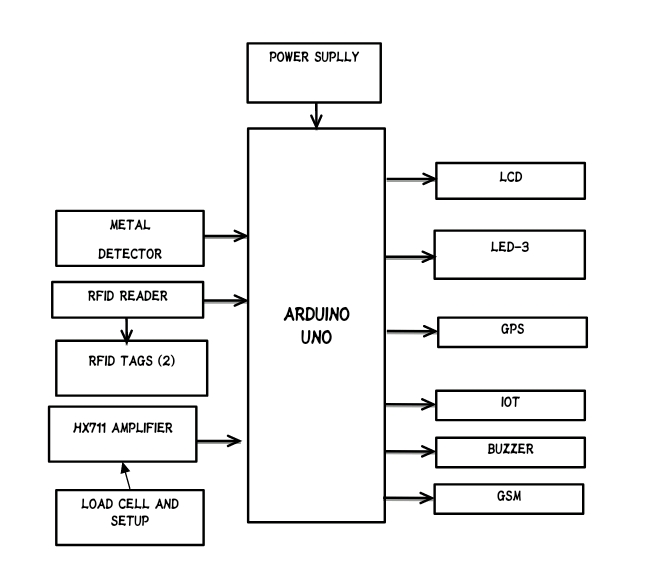 POWER SUPLLY
LCD
METAL
DETECTOR
LED-3
RFID READER
ARDUINO
UNO
GPS
RFID TAGS (2)
IOT
HX711 AMPLIFIER
BUZZER
LOAD CELL AND
SETUP
GSM